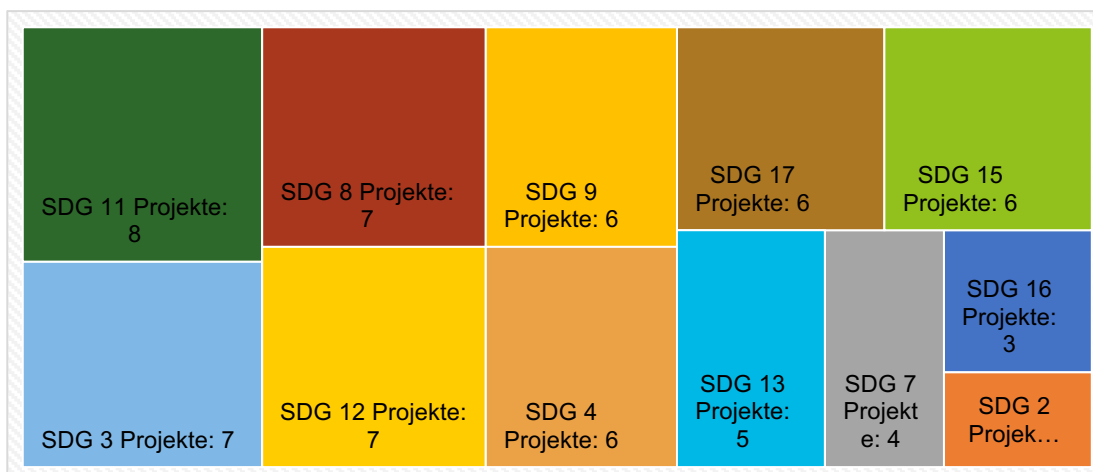 SDG 11 Projekte:
8
SDG 3 Projekte: 7
SDG 8 Projekte:
7
SDG 12 Projekte:
7
SDG 9
Projekte: 6
SDG 4
Projekte: 6
SDG 17
Projekte: 6
SDG 15
Projekte: 6
SDG 13
Projekte:
5
SDG 7
Projekt
e: 4
SDG 16
Projekte:
3
SDG 2
Projek…